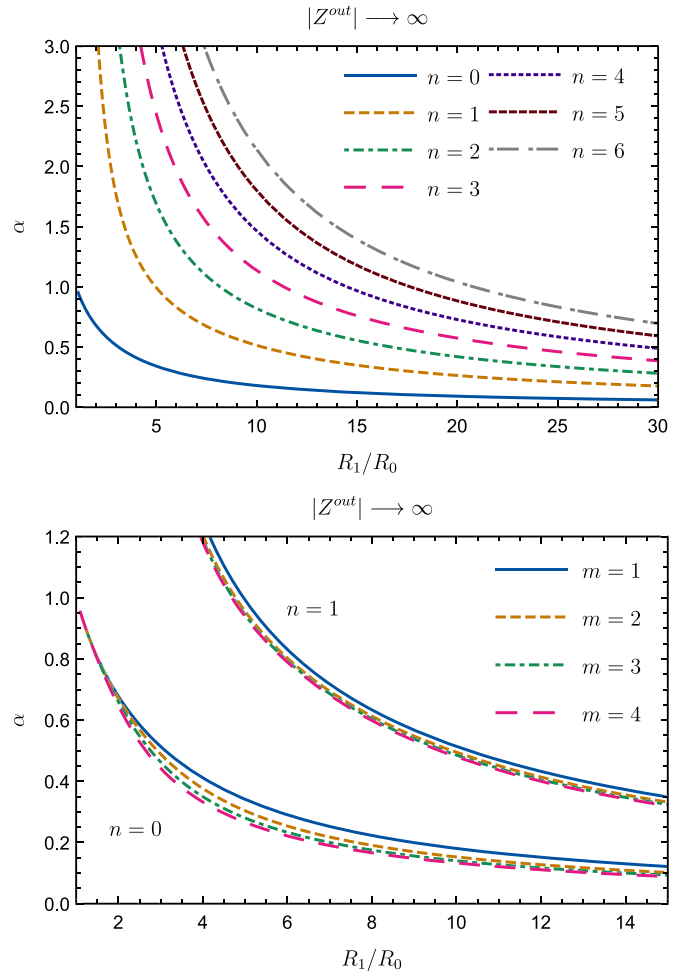 |Z^{out}| ⟶ ∞
3.0
2.5
2.0
1.5
1.0
0.5
0.0
α
n = 0
n = 1
n = 2
n = 3
n = 4
n = 5
n = 6
5 10 15 20 25 30
R_1/R_0
|Z^{out}| ⟶ ∞
1.2
1.0
0.8
0.6
0.4
0.2
0.0
α
n = 1
n = 0
m = 1
m = 2
m = 3
m = 4
2 4 6 8 10 12 14
R_1/R_0